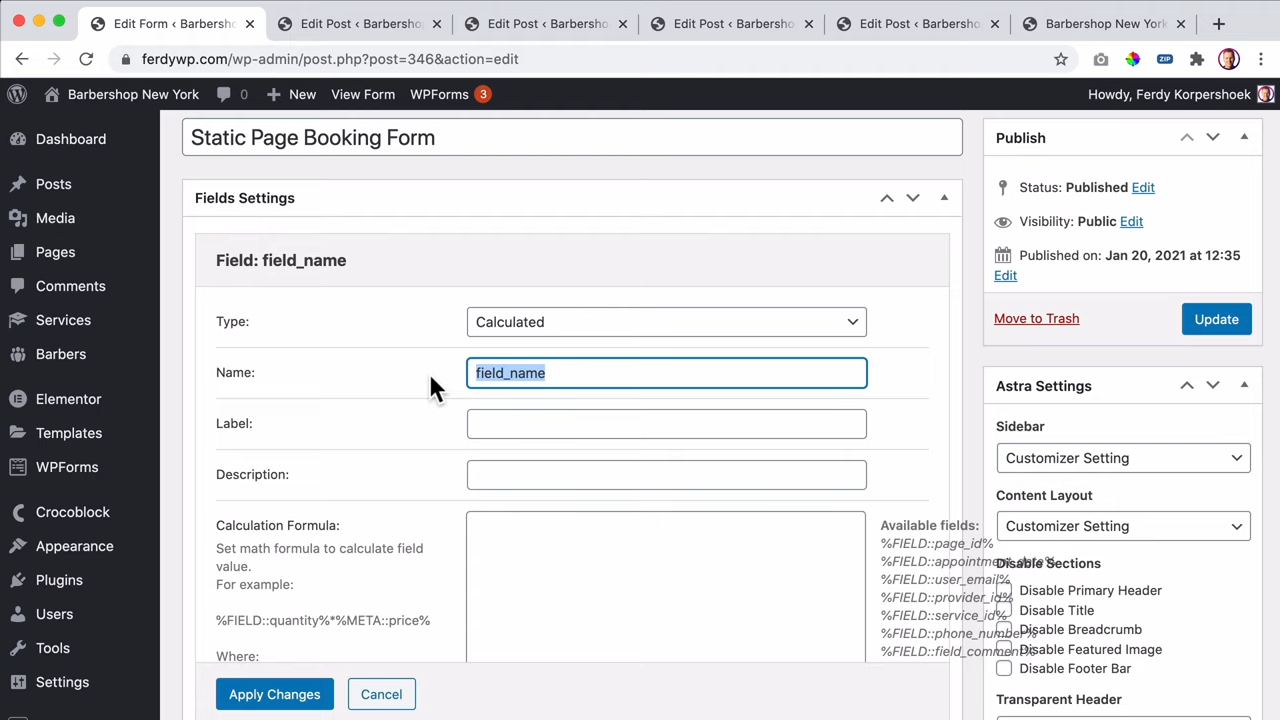 Edit Form ‹ Barbersh
Edit Post ‹ Barbersho
Edit Post ‹ Barbersho
Edit Post ‹ Barbersho
Edit Post ‹ Barbersho
Barbershop New York
ferdywp.com/wp-admin/post.php?post=346&action=edit
ZIP
Barbershop New York
0
New
View Form
WPForms 3
Howdy, Ferdy Korpershoek
Dashboard
Posts
Media
Pages
Comments
Services
Barbers
Elementor
Templates
WPForms
Crocoblock
Appearance
Plugins
Users
Tools
Settings
Static Page Booking Form
Fields Settings
Field: field_name
Type:
Calculated
Name:
field_name
Label:
Description:
Calculation Formula:
Set math formula to calculate field
value.
For example:
%FIELD::quantity%*%META::price%
Where:
Available fields:
%FIELD::page_id%
%FIELD::user_email%
%FIELD::provider_id%
%FIELD::service_id%
%FIELD::phone_number%
Apply Changes
Cancel
Publish
Status: Published Edit
Visibility: Public Edit
Published on: Jan 20, 2021 at 12:35
Edit
Move to Trash
Update
Astra Settings
Sidebar
Customizer Setting
Content Layout
Customizer Setting
Disable Sections
Disable Primary Header
Disable Title
Disable Breadcrumb
Disable Featured Image
Disable Footer Bar
Transparent Header